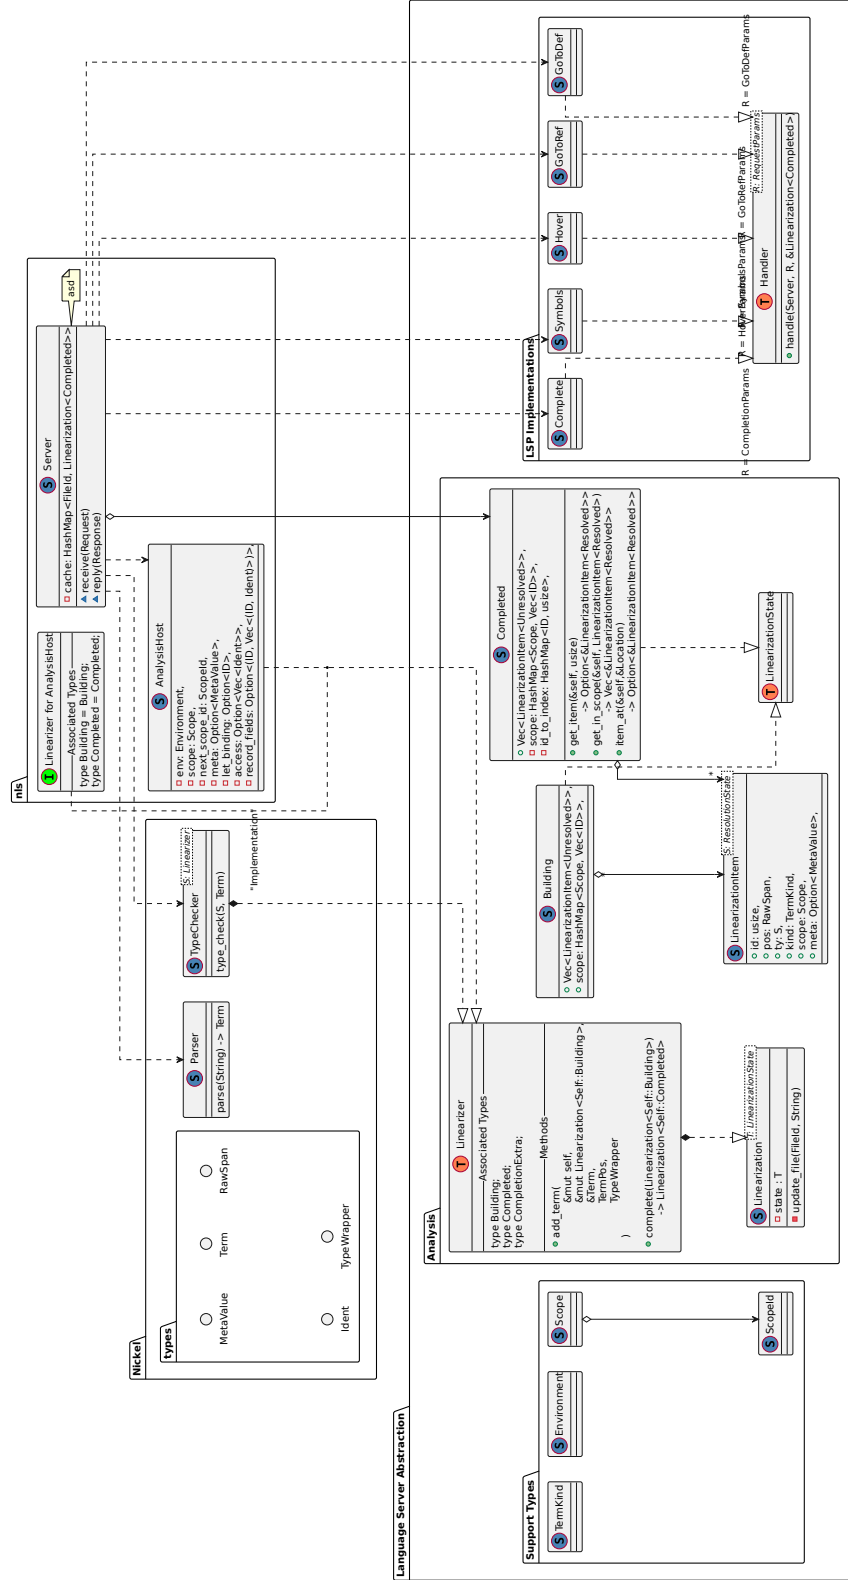 nls
Server
cache: HashMap<FileId, Linearization<Completed>>
receive(Request)
reply(Response)
asd
Linearizer for AnalysisHost
Associated Types
type Building = Building;
type Completed = Completed;
AnalysisHost
env: Environment,
scope: Scope,
next_scope_id: ScopeId,
meta: Option<MetaValue>,
let_binding: Option<ID>,
access: Option<Vec<Ident>>,
record_fields: Option<(ID, Vec<(ID, Ident)>)>,
Nickel
types
MetaValue
Term
RawSpan
Ident
TypeWrapper
Parser
parse(String) -> Term
TypeChecker
S: Linearizer
type_check(S, Term)
"Implementation"
Language Server Abstraction
Support Types
TermKind
Environment
Scope
ScopeId
Analysis
Linearizer
Associated Types
type Building;
type Completed;
type CompletionExtra;
Methods
add_term(
&mut self,
&mut Linearization<Self::Building>,
&Term,
TermPos,
TypeWrapper
)
complete(Linearization<Self::Building>)
-> Linearization<Self::Completed>
Linearization
T: LinearizationState
state : T
update_file(FileId, String)
Building
Vec<LinearizationItem<Unresolved>>,
scope: HashMap<Scope, Vec<ID>>,
Completed
Vec<LinearizationItem<Unresolved>>,
scope: HashMap<Scope, Vec<ID>>,
id_to_index: HashMap<ID, usize>,
get_item(&self, usize)
-> Option<&LinearizationItem<Resolved>>
get_in_scope(&self, LinearizationItem<Resolved>)
-> Vec<&LinearizationItem<Resolved>>
item_at(&self,&Location)
-> Option<&LinearizationItem<Resolved>>
*
*
LinearizationItem
S: ResolutionState
id: usize,
pos: RawSpan,
ty: S,
kind: TermKind,
scope: Scope,
meta: Option<MetaValue>,
LinearizationState
LSP Implementations
Complete
Symbols
Hover
GoToRef
GoToDef
R = CompletionParams
R = GoToRefParams
R = GoToDefParams
Handler
R: RequestParams
handle(Server, R, &Linearization<Completed>)